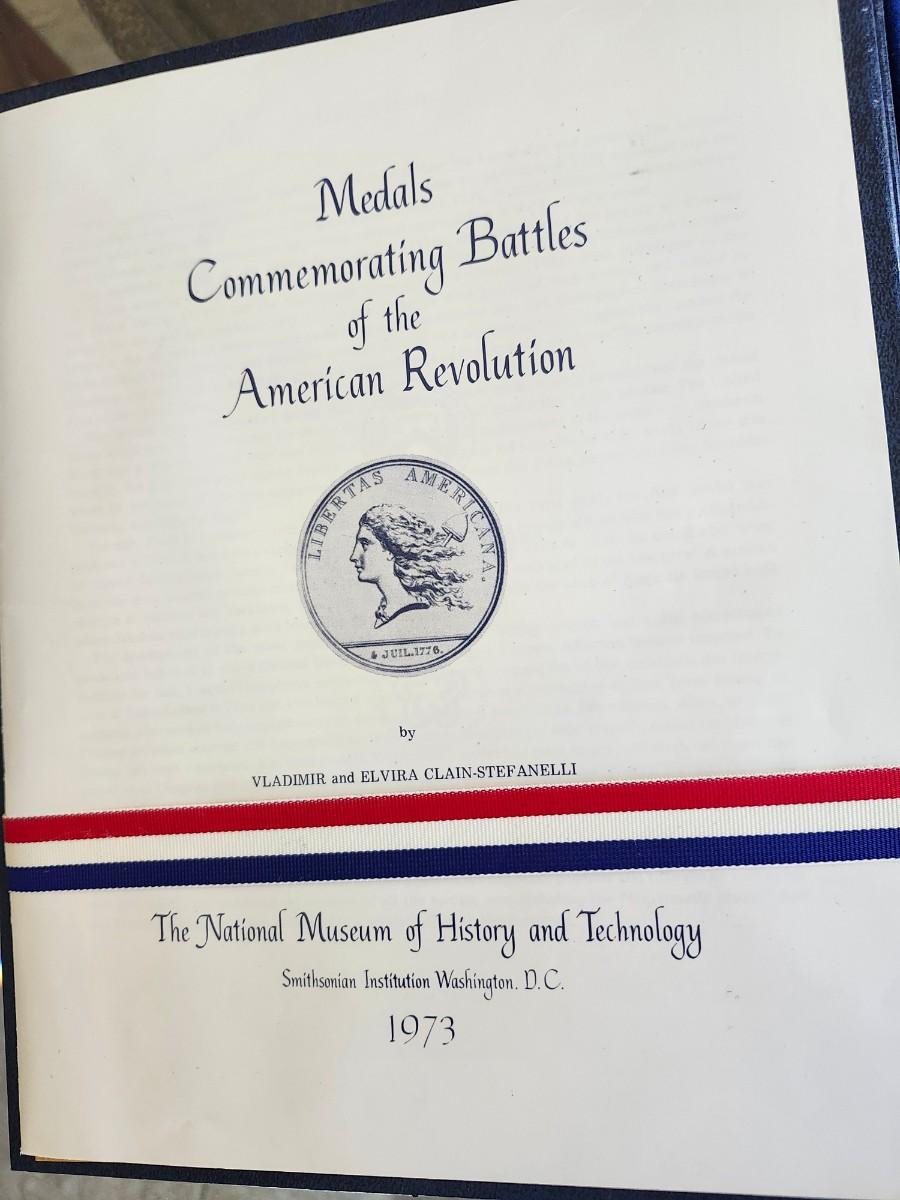 Medals
Commemorating Battles
of the
American Revolution
LIBERTAS AMERICANA.
4 JUIL.1776.
by
VLADIMIR and ELVIRA CLAIN-STEFANELLI
The National Museum of History and Technology
Smithsonian Institution Washington. D.C.
1973